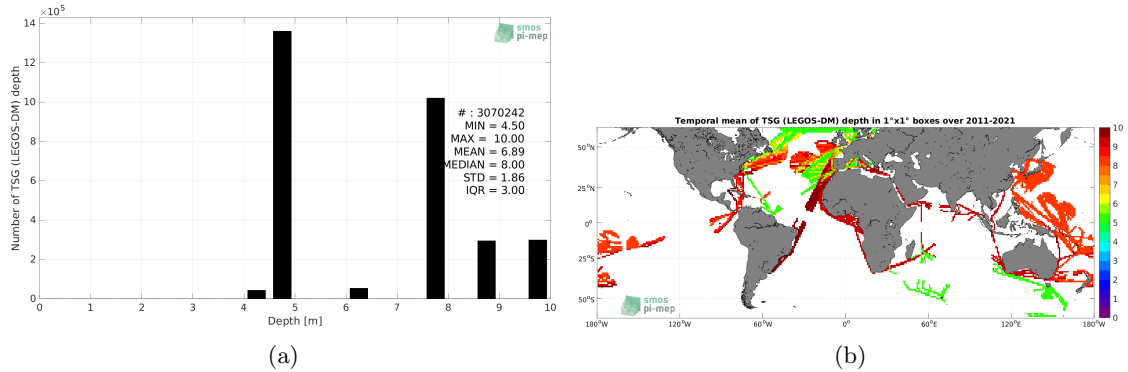 ×10⁵
14
12
10
8
6
4
2
0
Number of TSG (LEGOS-DM) depth
smos
pi-mep
# : 3070242
MIN = 4.50
MAX = 10.00
MEAN = 6.89
MEDIAN = 8.00
STD = 1.86
IQR = 3.00
0 1 2 3 4 5 6 7 8 9 10
Depth [m]
(a)
Temporal mean of TSG (LEGOS-DM) depth in 1°x1° boxes over 2011-2021
50°N
25°N
0°
25°S
50°S
smos
pi-mep
180°W 120°W 60°W 0° 60°E 120°E 180°W
10
9
8
7
6
5
4
3
2
1
0
(b)